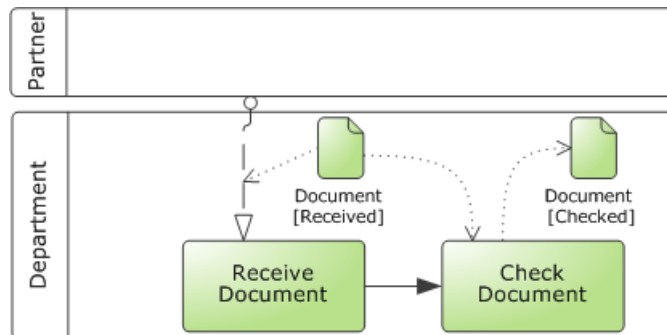 Partner
Department
Document
[Received]
Document
[Checked]
Receive
Document
Check
Document